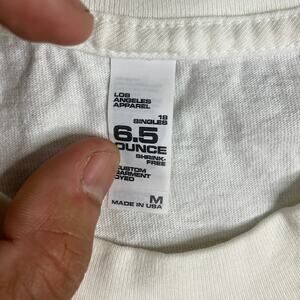 LOS
ANGELES
APPAREL
18
SINGLES
6.5
OUNCE
SHRINK-
FREE
CUSTOM
GARMENT
DYED
M
MADE IN USA